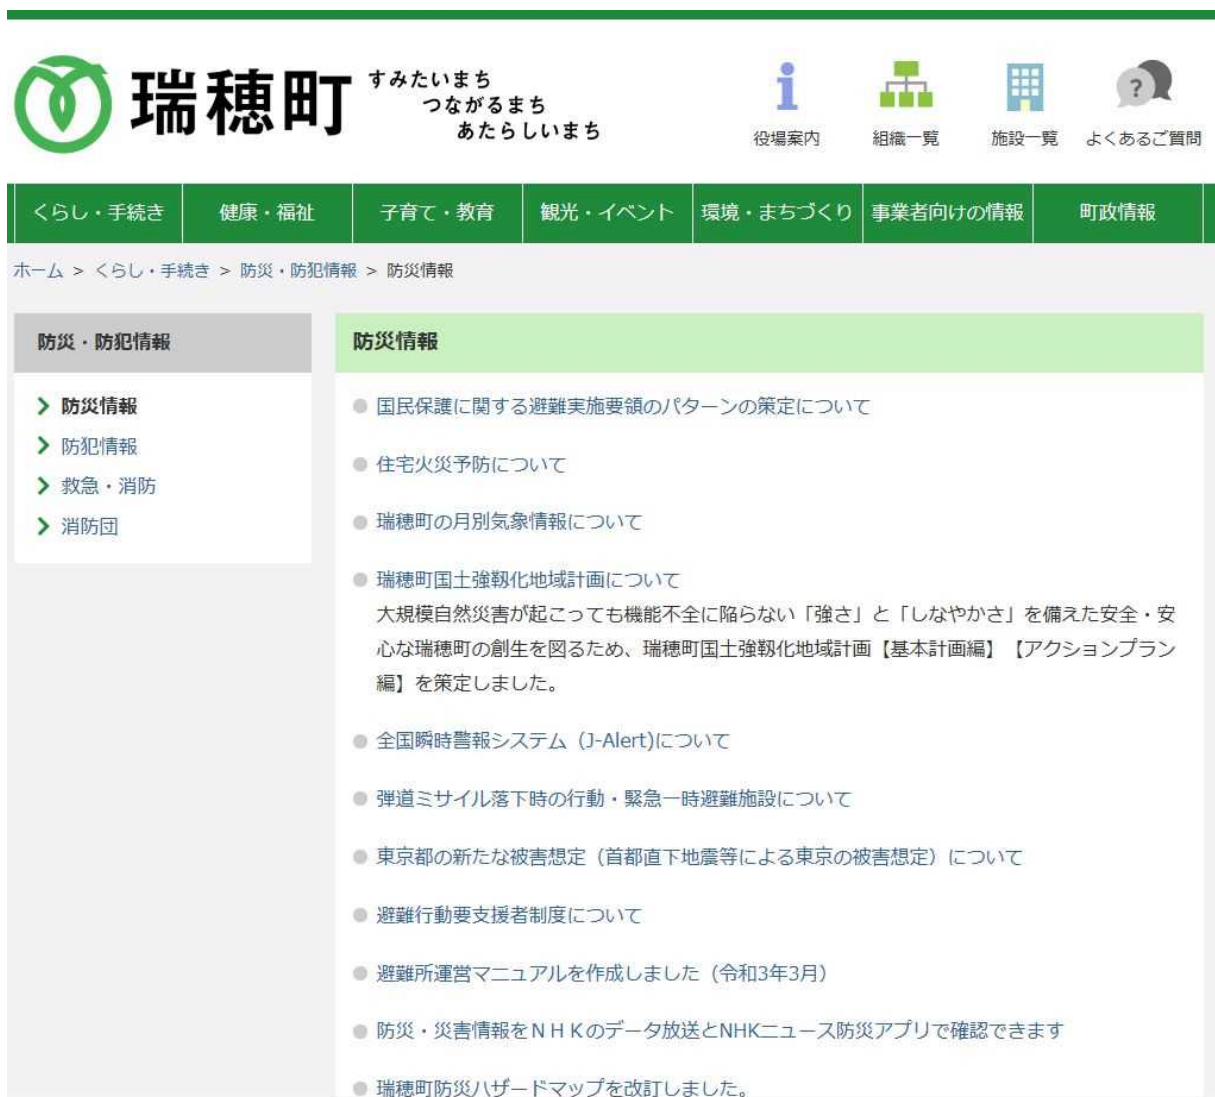 瑞穂町
すみたいまち
つながるまち
あたらしいまち
役場案内
組織一覧
施設一覧
よくあるご質問
くらし・手続き
健康・福祉
子育て・教育
観光・イベント
環境・まちづくり
事業者向けの情報
町政情報
ホーム > くらし・手続き > 防災・防犯情報 > 防災情報
防災・防犯情報
防災情報
防犯情報
救急・消防
消防団
防災情報
国民保護に関する避難実施要領のパターンの策定について
住宅火災予防について
瑞穂町の月別気象情報について
瑞穂町国土強靱化地域計画について
大規模自然災害が起こっても機能不全に陥らない「強さ」と「しなやかさ」を備えた安全・安
心な瑞穂町の創生を図るため、瑞穂町国土強靱化地域計画【基本計画編】【アクションプラン
編】を策定しました。
全国瞬時警報システム（J-Alert)について
弾道ミサイル落下時の行動・緊急一時避難施設について
東京都の新たな被害想定（首都直下地震等による東京の被害想定）について
避難行動要支援者制度について
避難所運営マニュアルを作成しました（令和3年3月）
防災・災害情報をＮＨＫのデータ放送とNHKニュース防災アプリで確認できます
瑞穂町防災ハザードマップを改訂しました。